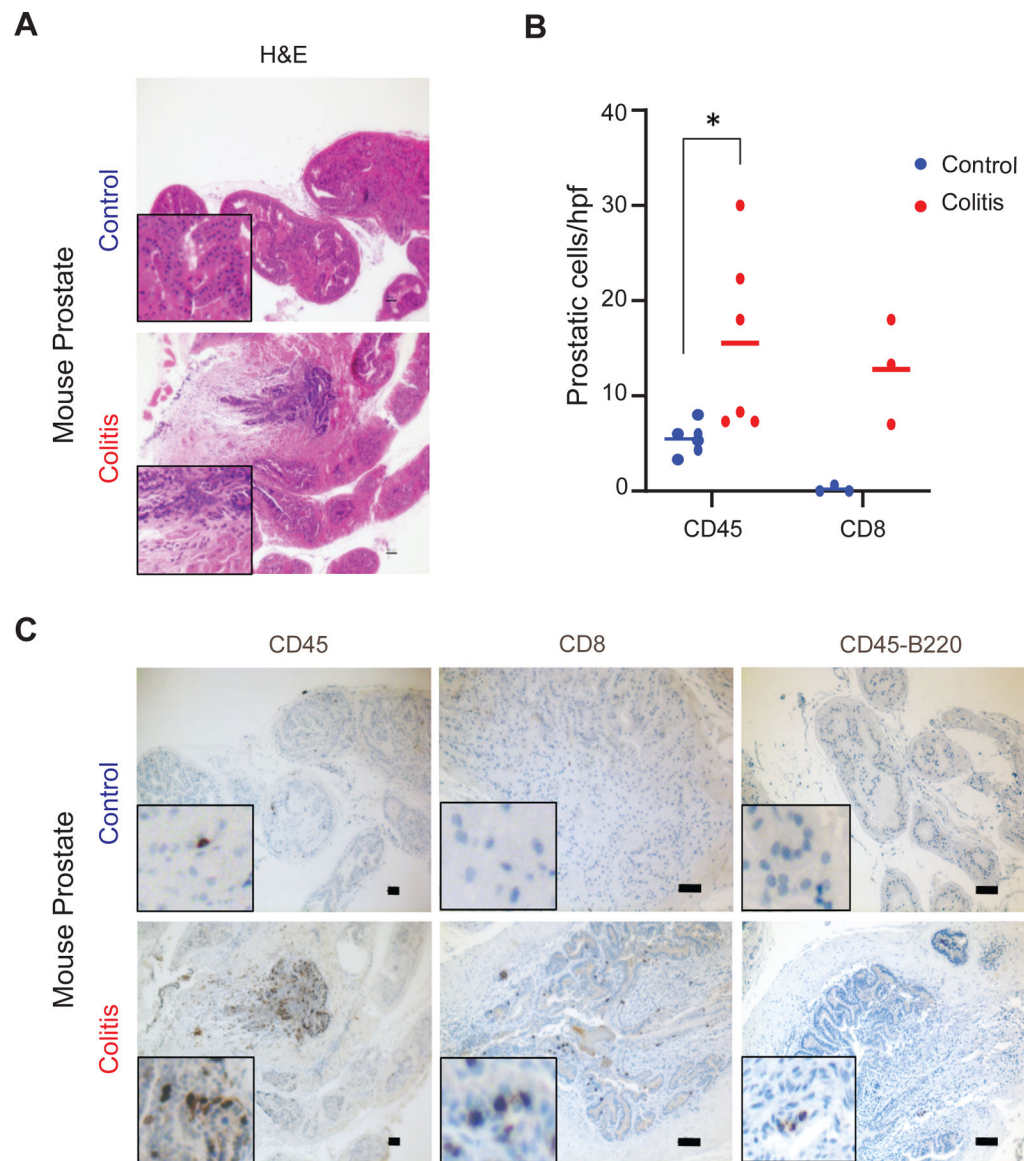 A
H&E
Mouse Prostate
Control
Colitis
B
Prostatic cells/hpf
40
30
20
10
0
*
Control
Colitis
CD45
CD8
C
CD45
CD8
CD45-B220
Mouse Prostate
Control
Colitis